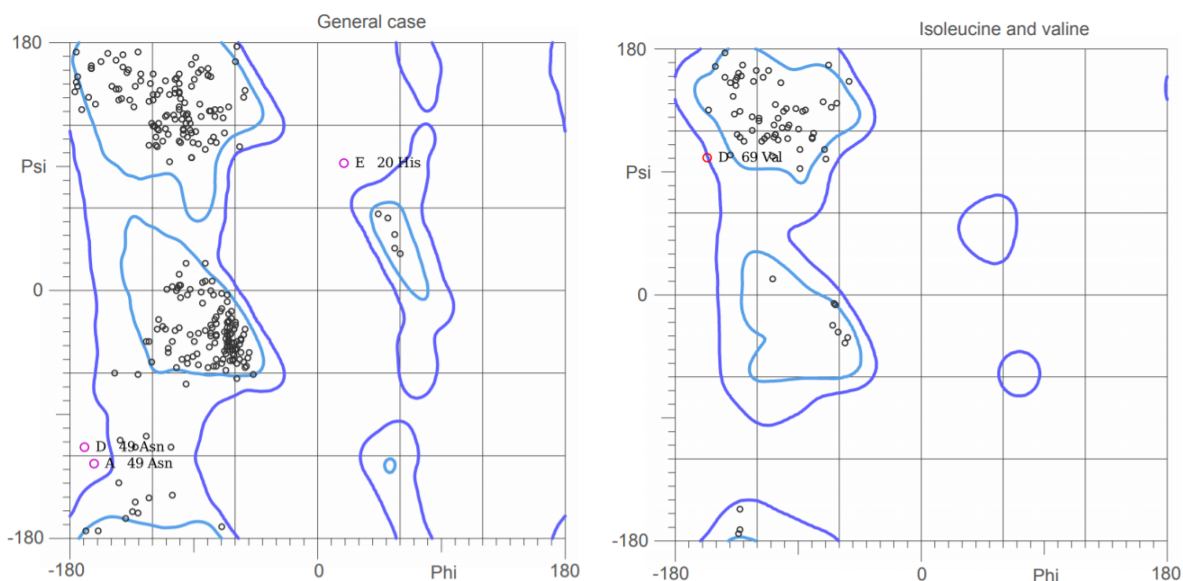 General case
180
Psi
0
-180
-180
0
Phi
180
E 20 His
D 49 Asn
A 49 Asn
Isoleucine and valine
180
Psi
0
-180
-180
0
Phi
180
D 69 Val